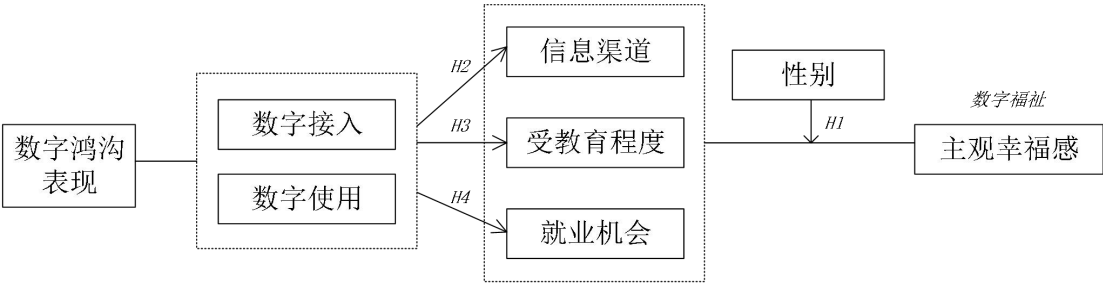 数字鸿沟
表现
数字接入
数字使用
H2
H3
H4
信息渠道
受教育程度
就业机会
性别
H1
数字福祉
主观幸福感